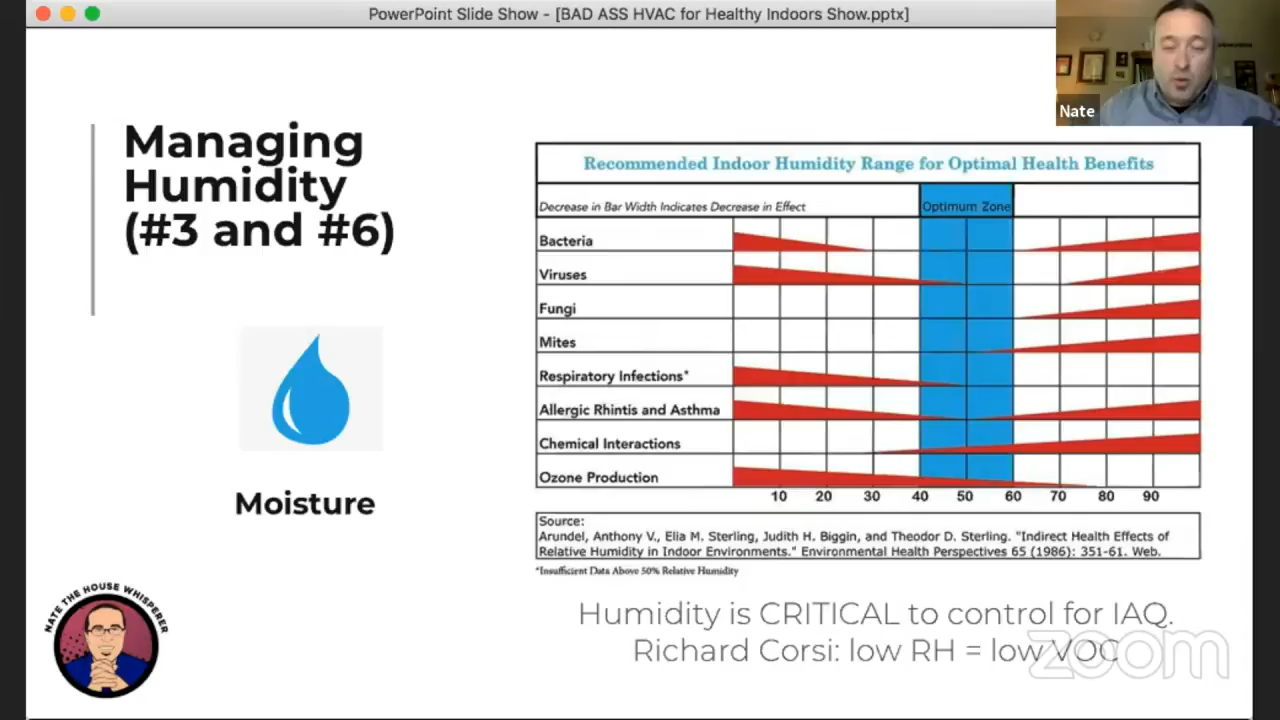 PowerPoint Slide Show - [BAD ASS HVAC for Healthy Indoors Show.pptx]
Nate
Managing
Humidity
(#3 and #6)
Moisture
NATE THE HOUSE WHISPERER
Recommended Indoor Humidity Range for Optimal Health Benefits
Decrease in Bar Width Indicates Decrease in Effect
Optimum Zone
Bacteria
Viruses
Fungi
Mites
Respiratory Infections*
Allergic Rhintis and Asthma
Chemical Interactions
Ozone Production
10 20 30 40 50 60 70 80 90
Source:
Arundel, Anthony V., Elia M. Sterling, Judith H. Biggin, and Theodor D. Sterling. "Indirect Health Effects of
Relative Humidity in Indoor Environments." Environmental Health Perspectives 65 (1986): 351-61. Web.
*Insufficient Data Above 50% Relative Humidity
Humidity is CRITICAL to control for IAQ.
Richard Corsi: low RH = low VOC
zoom